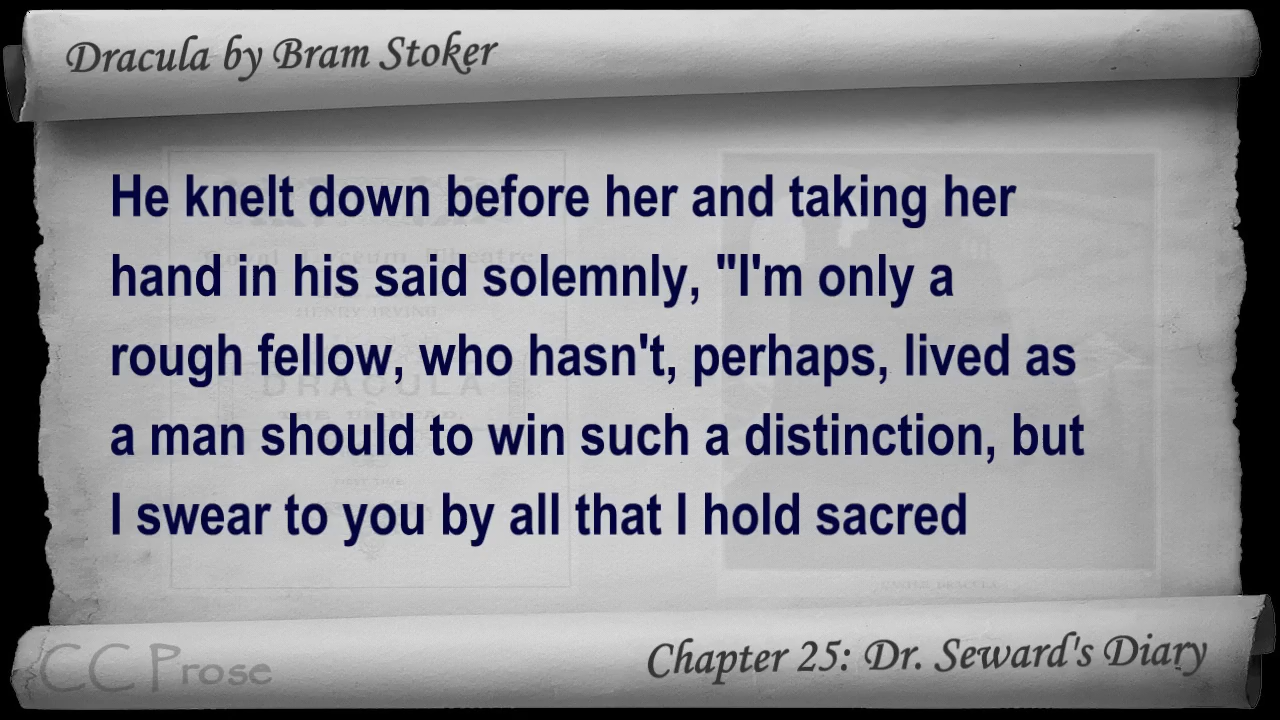 Dracula by Bram Stoker
He knelt down before her and taking her
hand in his said solemnly, "I'm only a
rough fellow, who hasn't, perhaps, lived as
a man should to win such a distinction, but
I swear to you by all that I hold sacred
CC Prose
Chapter 25: Dr. Seward's Diary